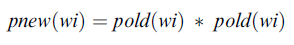 pnew(wi) = pold(wi) * pold(wi)